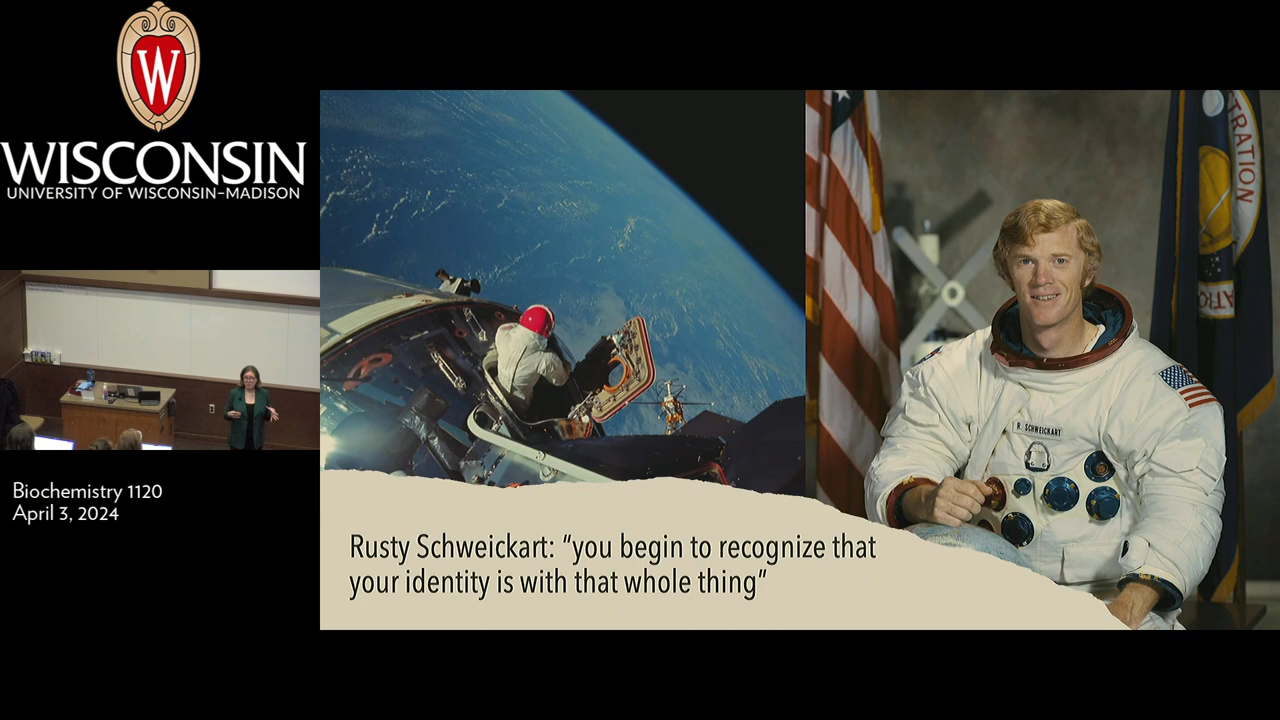 W
WISCONSIN
UNIVERSITY OF WISCONSIN–MADISON
Biochemistry 1120
April 3, 2024
TRATION
R. SCHWEICKART
Rusty Schweickart: “you begin to recognize that
your identity is with that whole thing”